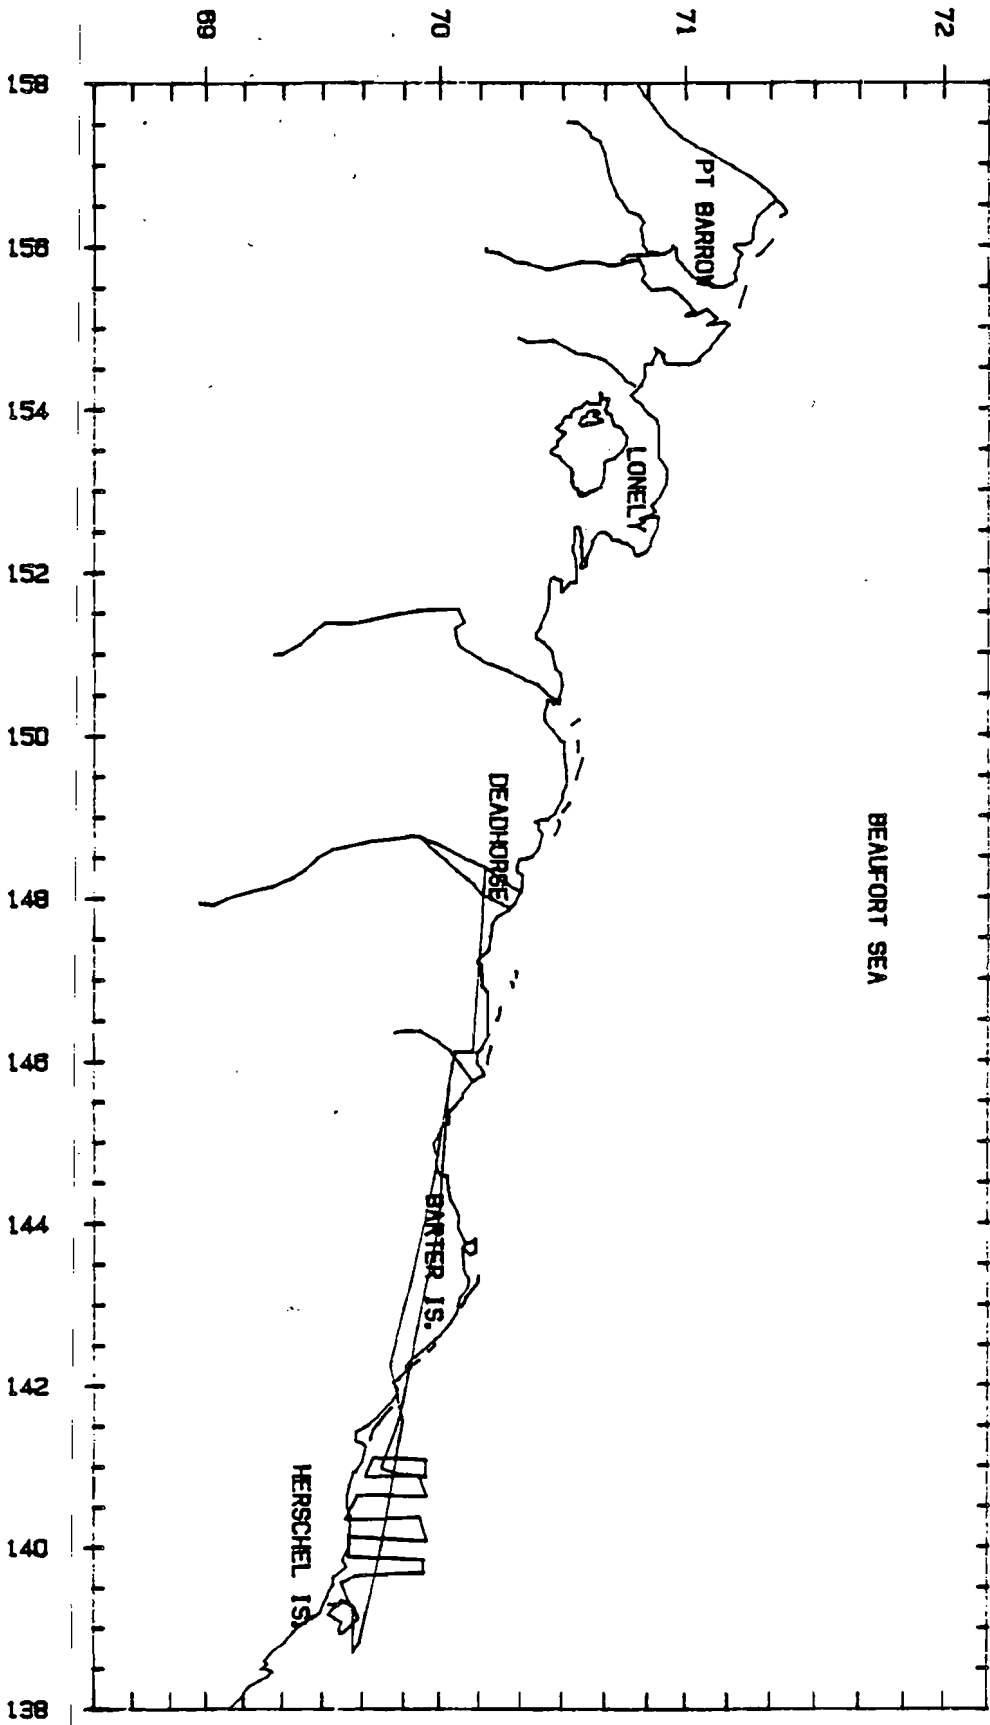 69
70
71
72
158
156
154
152
150
148
146
144
142
140
138
PT BARROW
LONELY
DEADHORSE
BEAUFORT SEA
BARTER IS.
HERSCHEL IS.